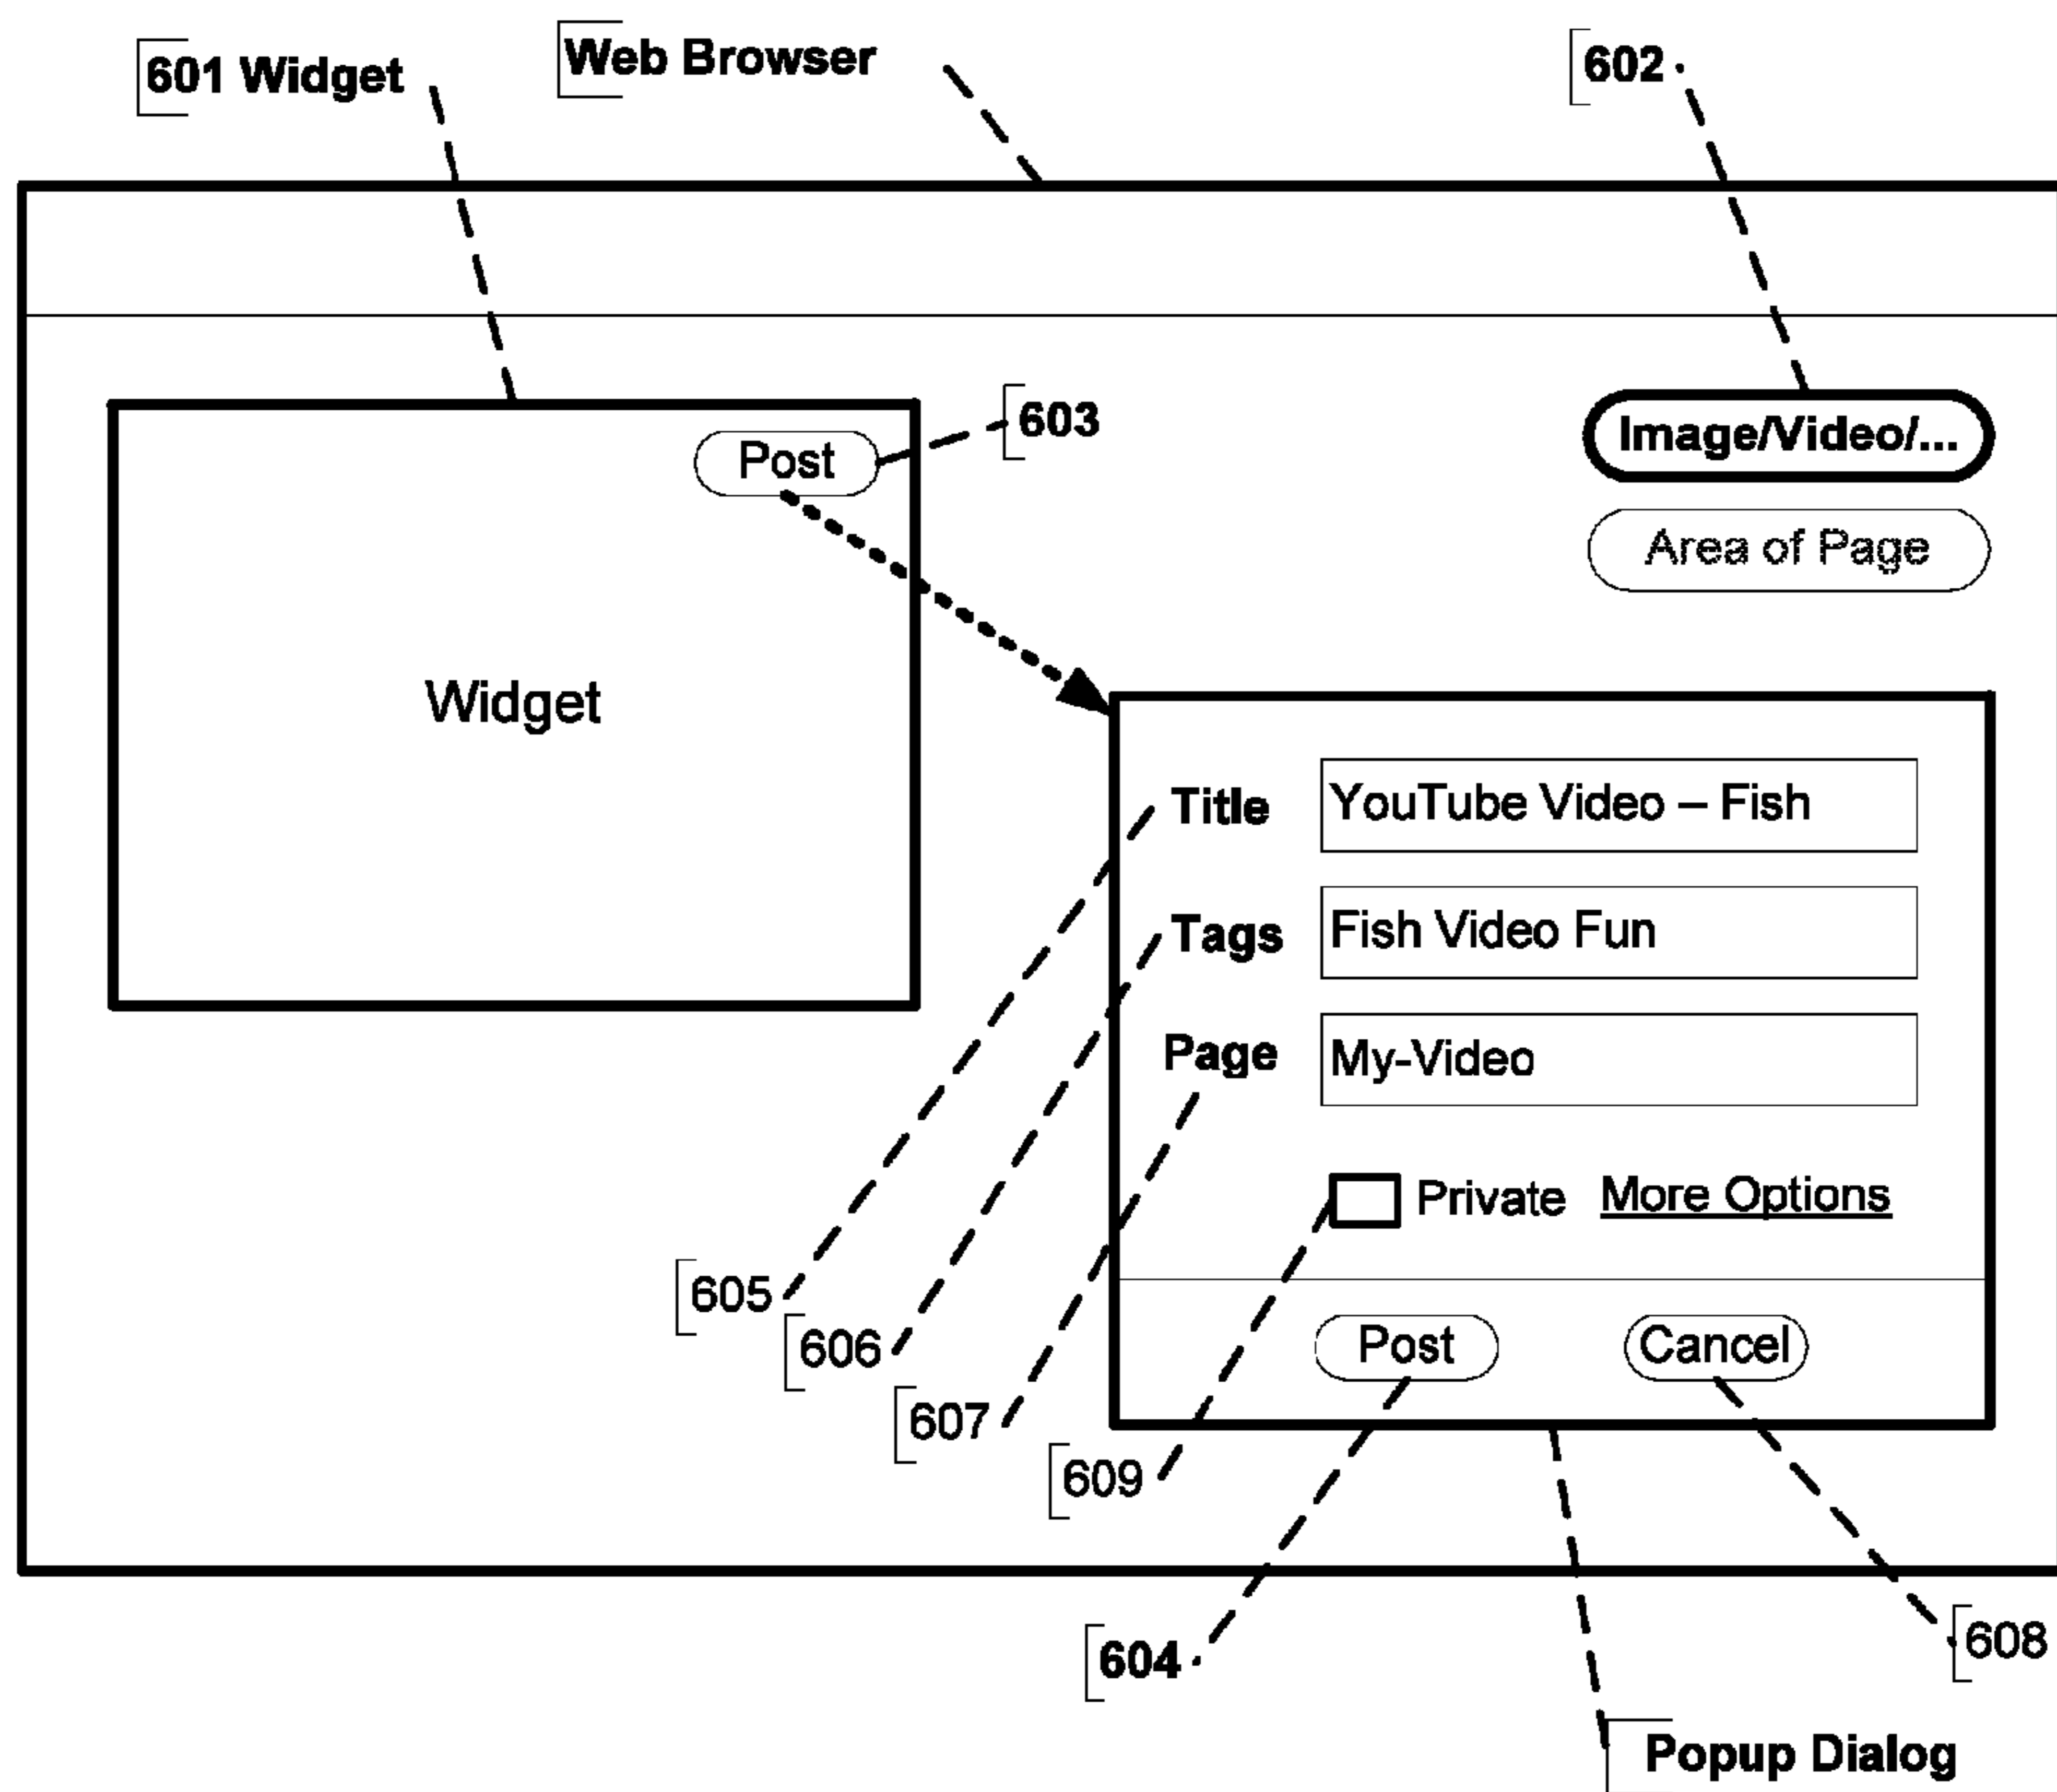 601 Widget
Web Browser
602
603
Post
Image/Video/...
Area of Page
Widget
Title
YouTube Video – Fish
Tags
Fish Video Fun
Page
My-Video
Private
More Options
605
606
607
609
Post
Cancel
604
608
Popup Dialog